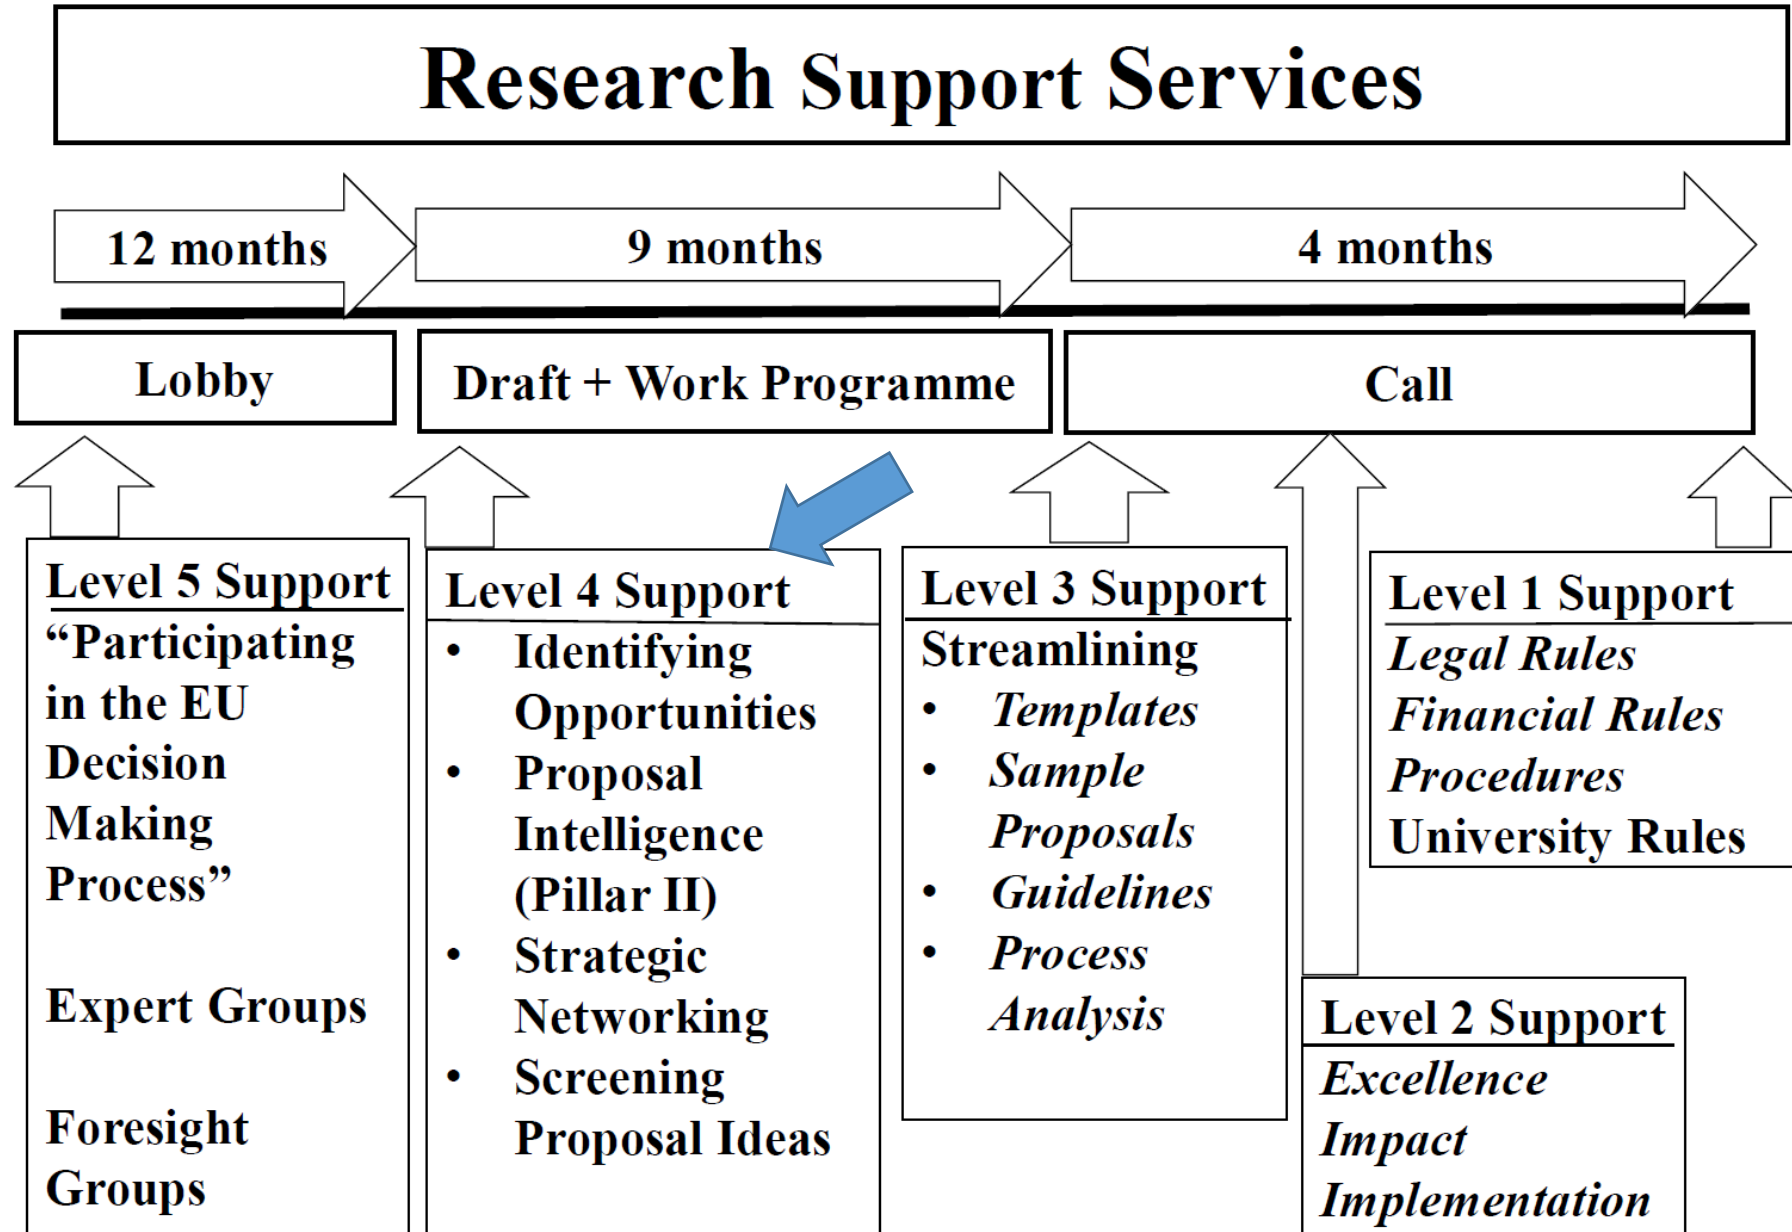 Research Support Services
12 months
9 months
4 months
Lobby
Draft + Work Programme
Call
Level 5 Support
“Participating
in the EU
Decision
Making
Process”
Expert Groups
Foresight
Groups
Level 4 Support
• Identifying
Opportunities
• Proposal
Intelligence
(Pillar II)
• Strategic
Networking
• Screening
Proposal Ideas
Level 3 Support
Streamlining
• Templates
• Sample
Proposals
• Guidelines
• Process
Analysis
Level 2 Support
Excellence
Impact
Implementation
Level 1 Support
Legal Rules
Financial Rules
Procedures
University Rules